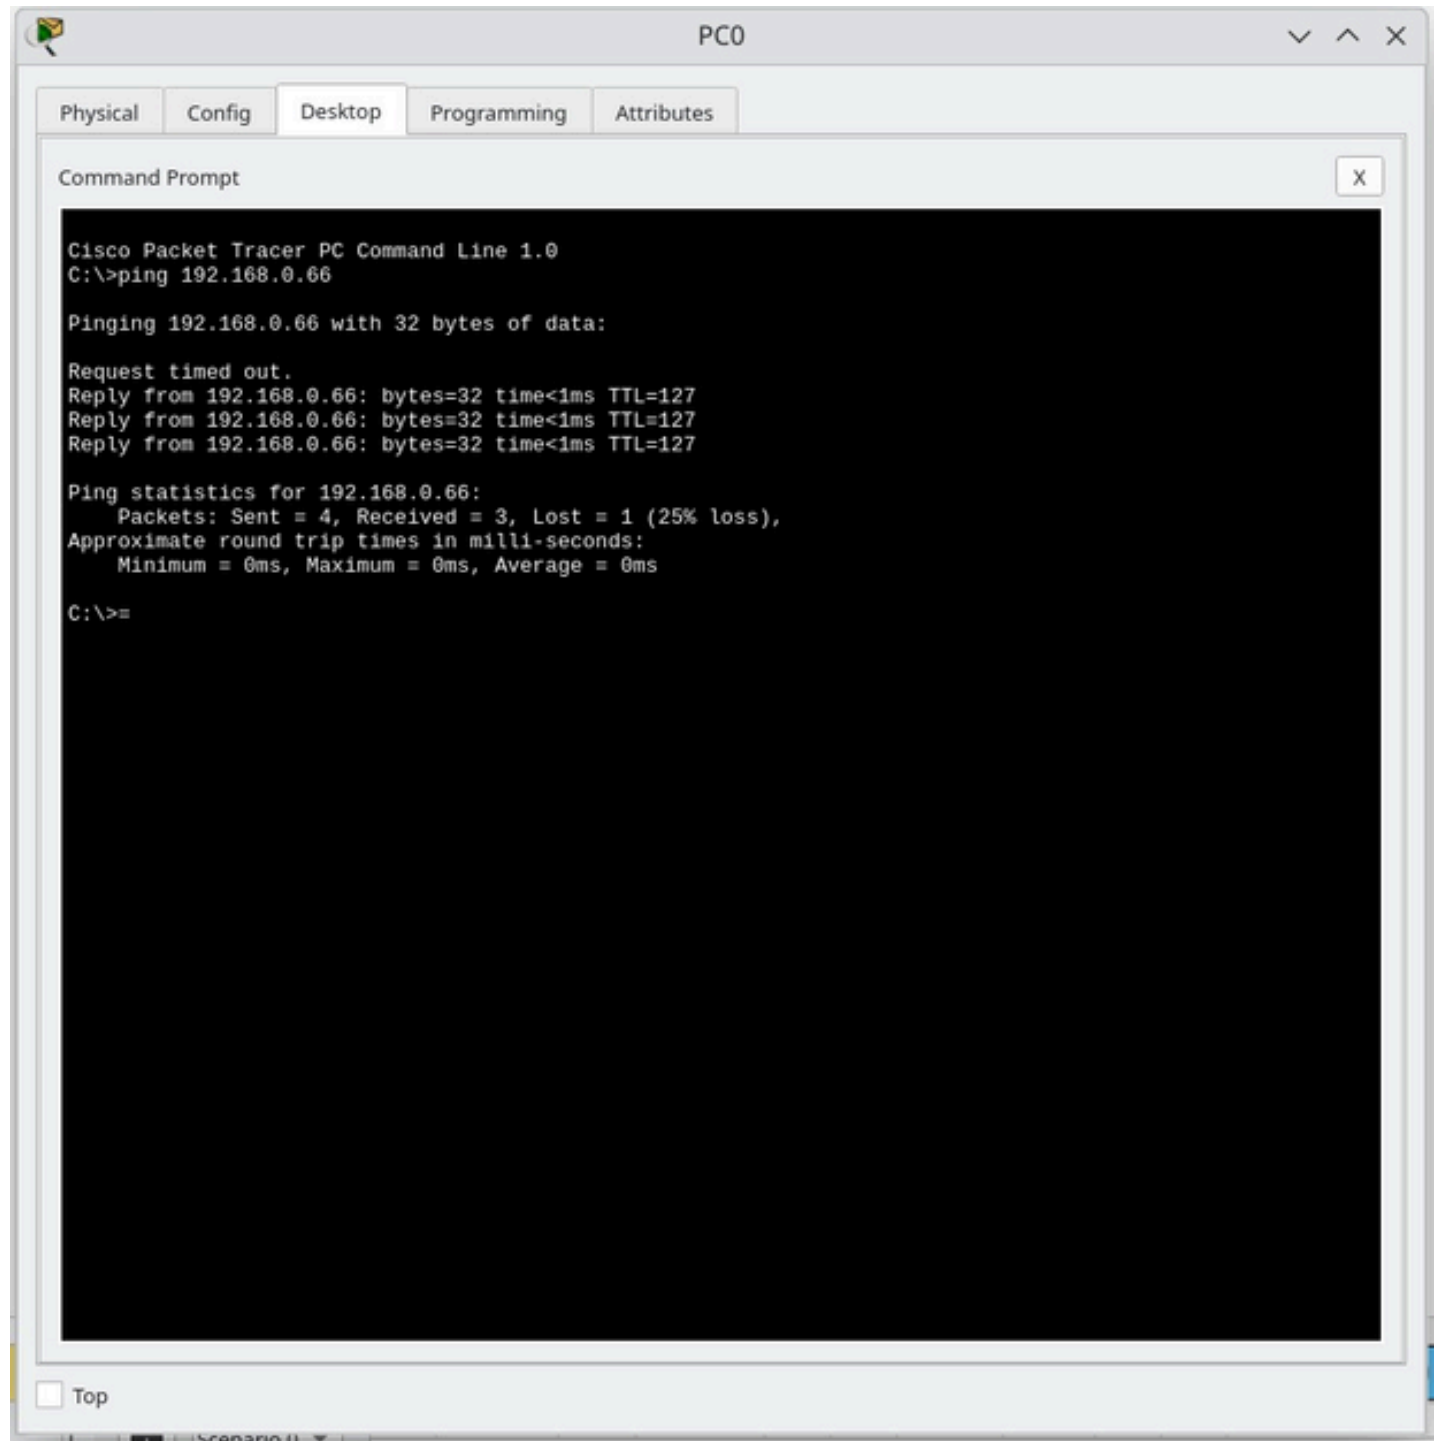 PC0
Physical Config Desktop Programming Attributes
Command Prompt
X
Cisco Packet Tracer PC Command Line 1.0
C:\>ping 192.168.0.66
Pinging 192.168.0.66 with 32 bytes of data:
Request timed out.
Reply from 192.168.0.66: bytes=32 time<1ms TTL=127
Reply from 192.168.0.66: bytes=32 time<1ms TTL=127
Reply from 192.168.0.66: bytes=32 time<1ms TTL=127
Ping statistics for 192.168.0.66:
Packets: Sent = 4, Received = 3, Lost = 1 (25% loss),
Approximate round trip times in milli-seconds:
Minimum = 0ms, Maximum = 0ms, Average = 0ms
C:\>=
Top
Scenario 0